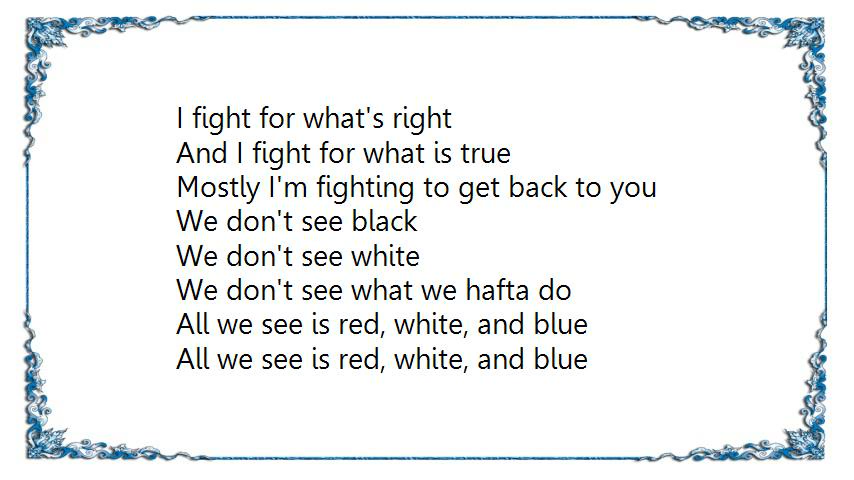 I fight for what's right
And I fight for what is true
Mostly I'm fighting to get back to you
We don't see black
We don't see white
We don't see what we hafta do
All we see is red, white, and blue
All we see is red, white, and blue